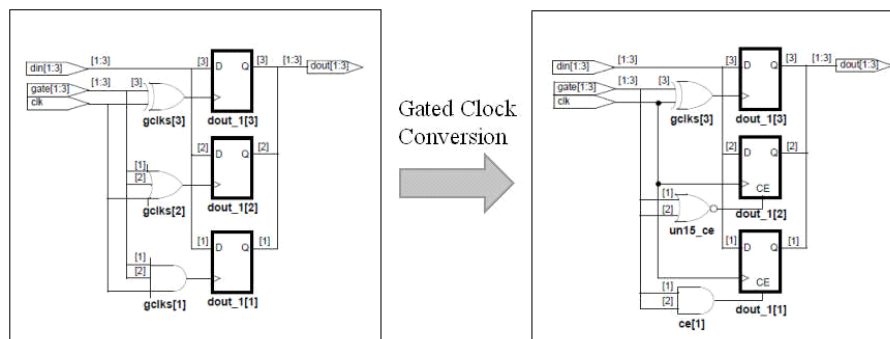 din[1:3]
[1:3]
[3]
D
Q
[3]
[1:3]
dout[1:3]
gate[1:3]
[1:3]
[3]
clk
gclks[3]
dout_1[3]
[2]
D
Q
[2]
[1]
[2]
gclks[2]
dout_1[2]
[1]
D
Q
[1]
[1]
[2]
gclks[1]
dout_1[1]
Gated Clock
Conversion
din[1:3]
[1:3]
[3]
D
Q
[3]
[1:3]
dout[1:3]
gate[1:3]
[1:3]
[3]
clk
gclks[3]
dout_1[3]
[2]
D
Q
[2]
[1]
[2]
CE
un15_ce
dout_1[2]
[1]
D
Q
[1]
[1]
[2]
CE
ce[1]
dout_1[1]